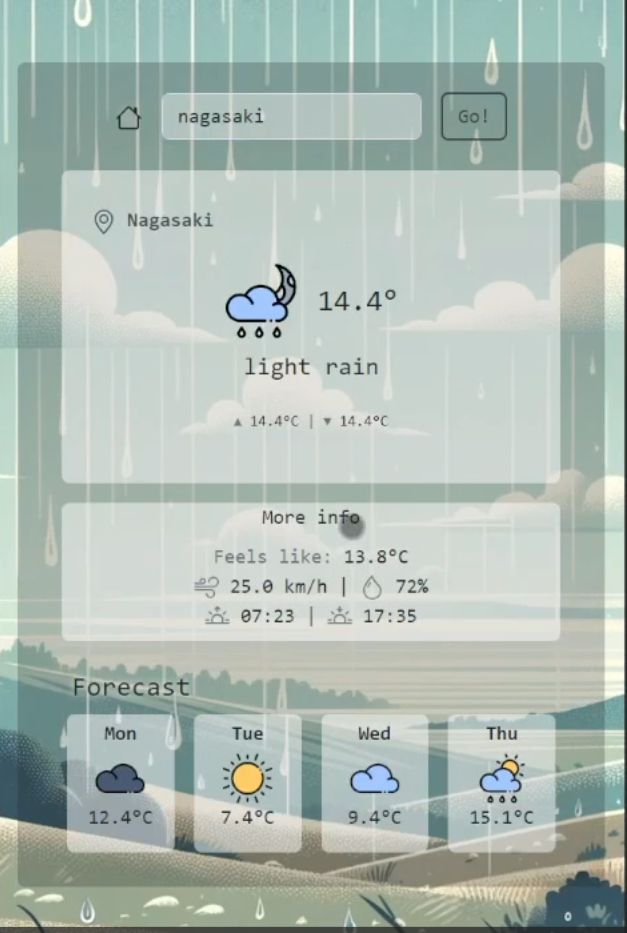 nagasaki Go!
Nagasaki
14.4°
light rain
▲ 14.4°C | ▼ 14.4°C
More info
Feels like: 13.8°C
25.0 km/h | 72%
07:23 | 17:35
Forecast
Mon Tue Wed Thu
12.4°C 7.4°C 9.4°C 15.1°C